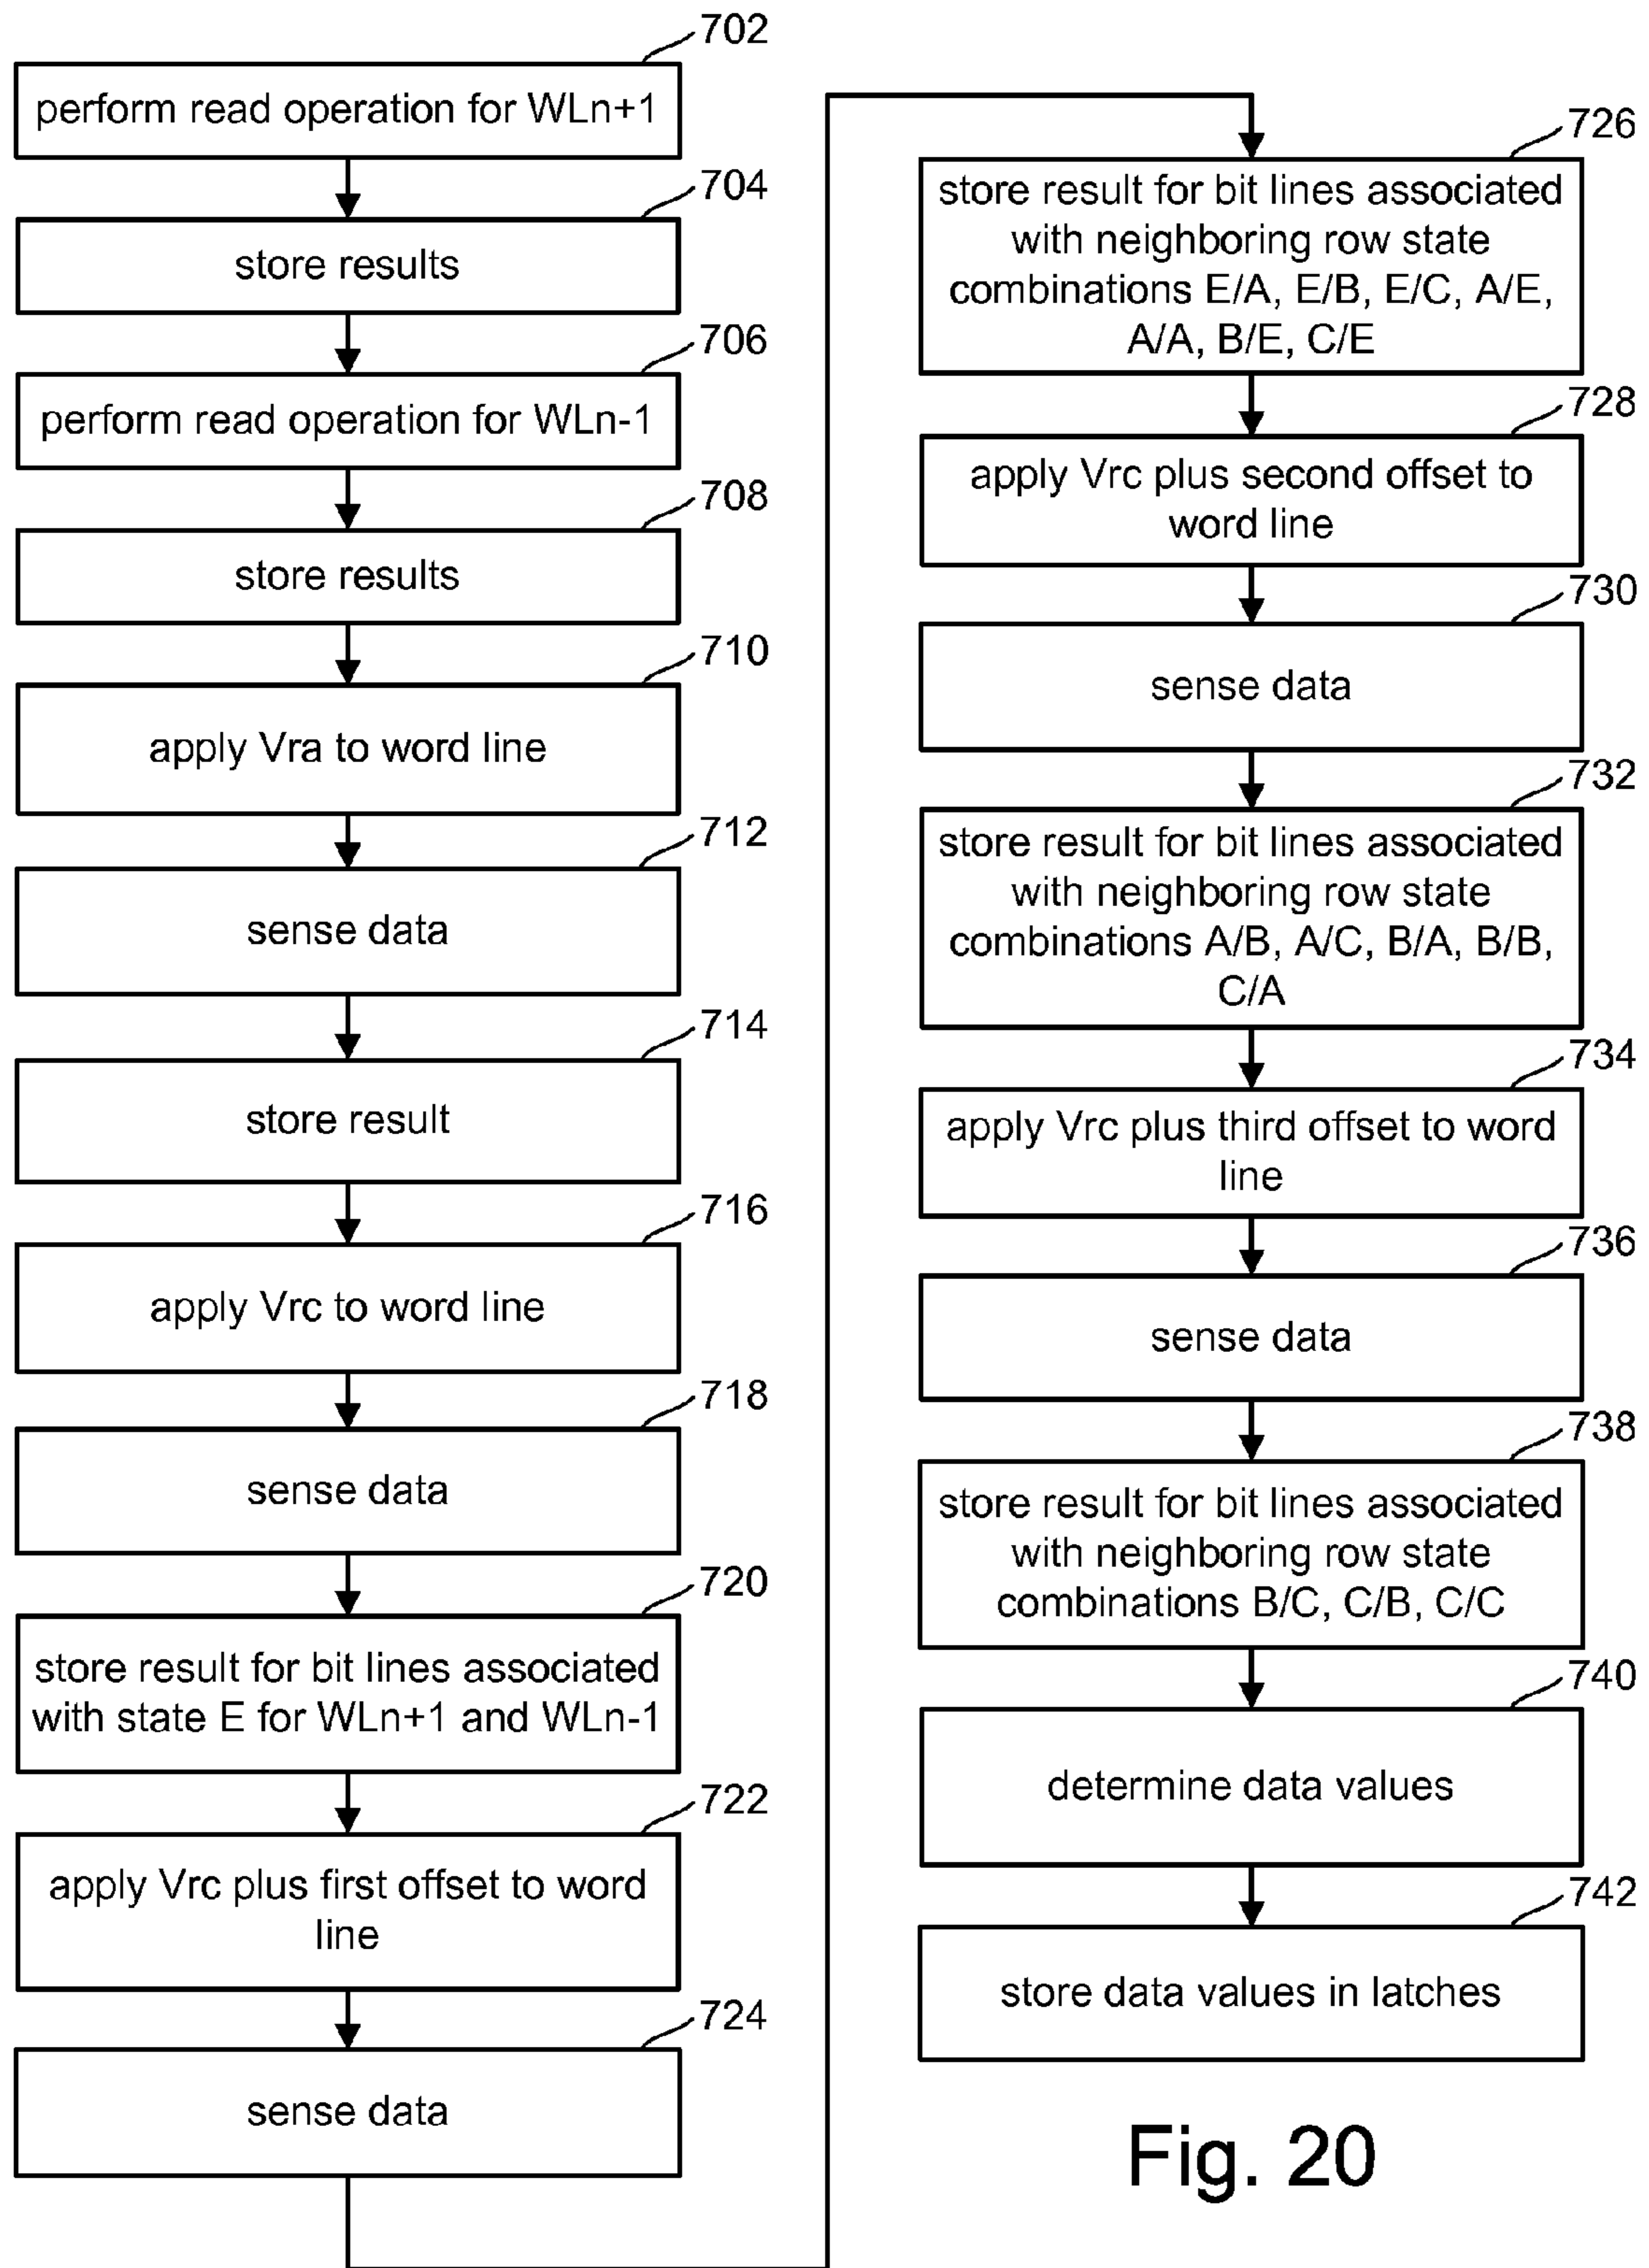 702
perform read operation for WLn+1
704
store results
706
perform read operation for WLn-1
708
store results
710
apply Vra to word line
712
sense data
714
store result
716
apply Vrc to word line
718
sense data
720
store result for bit lines associated
with state E for WLn+1 and WLn-1
722
apply Vrc plus first offset to word
line
724
sense data
726
store result for bit lines associated
with neighboring row state
combinations E/A, E/B, E/C, A/E,
A/A, B/E, C/E
728
apply Vrc plus second offset to
word line
730
sense data
732
store result for bit lines associated
with neighboring row state
combinations A/B, A/C, B/A, B/B,
C/A
734
apply Vrc plus third offset to word
line
736
sense data
738
store result for bit lines associated
with neighboring row state
combinations B/C, C/B, C/C
740
determine data values
742
store data values in latches
Fig. 20